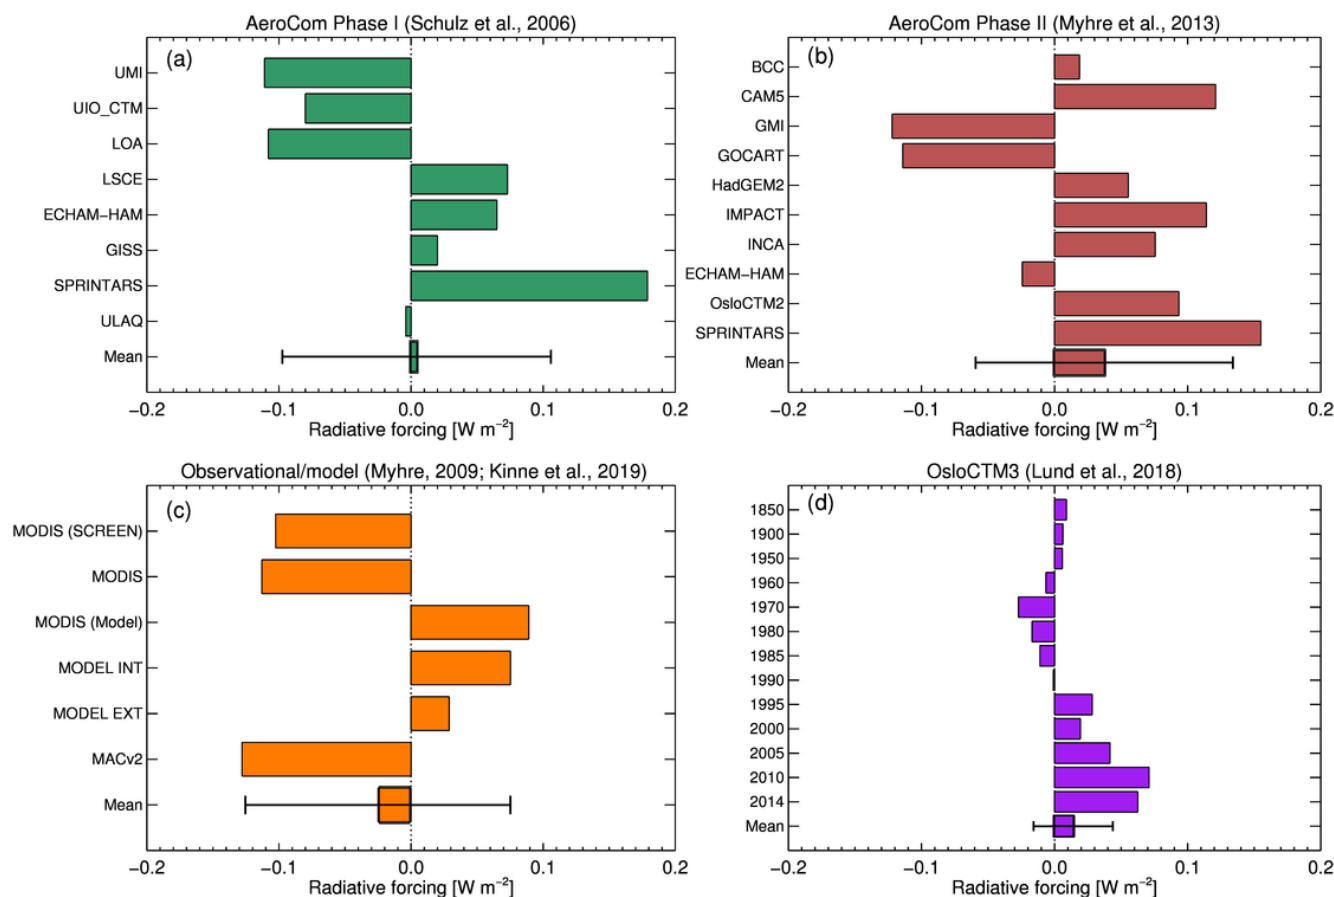 AeroCom Phase I (Schulz et al., 2006)
(a)
UMI
UIO_CTM
LOA
LSCE
ECHAM−HAM
GISS
SPRINTARS
ULAQ
Mean
−0.2 −0.1 0.0 0.1 0.2
Radiative forcing [W m⁻²]
AeroCom Phase II (Myhre et al., 2013)
(b)
BCC
CAM5
GMI
GOCART
HadGEM2
IMPACT
INCA
ECHAM−HAM
OsloCTM2
SPRINTARS
Mean
−0.2 −0.1 0.0 0.1 0.2
Radiative forcing [W m⁻²]
Observational/model (Myhre, 2009; Kinne et al., 2019)
(c)
MODIS (SCREEN)
MODIS
MODIS (Model)
MODEL INT
MODEL EXT
MACv2
Mean
−0.2 −0.1 0.0 0.1 0.2
Radiative forcing [W m⁻²]
OsloCTM3 (Lund et al., 2018)
(d)
1850
1900
1950
1960
1970
1980
1985
1990
1995
2000
2005
2010
2014
Mean
−0.2 −0.1 0.0 0.1 0.2
Radiative forcing [W m⁻²]